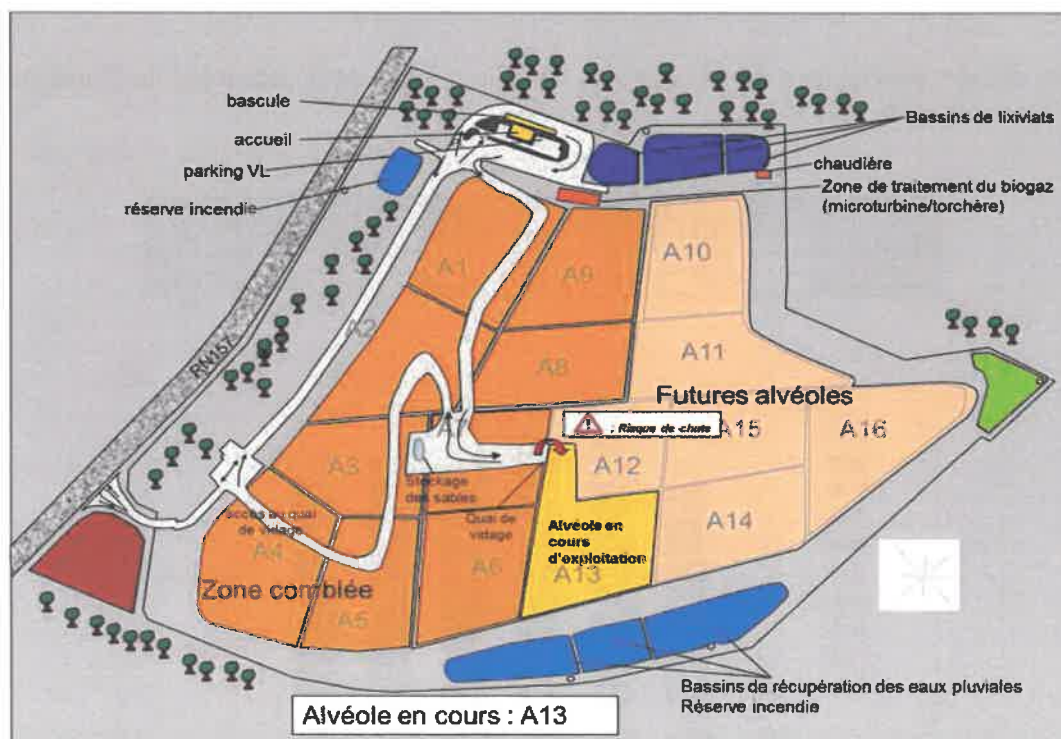 bascule
accueil
parking VL
réserve incendie
Bassins de lixiviats
chaudière
Zone de traitement du biogaz
(microturbine/torchère)
RN157
A1
A9
A10
A2
A8
A11
Futures alvéoles
: Risque de chute
A15
A16
A3
A12
Stockage
des sables
accès au quai
de vidage
Quai de
vidage
Alvéole en
cours
d'exploitation
A14
A4
A6
A13
Zone comblée
A5
Bassins de récupération des eaux pluviales
Réserve incendie
Alvéole en cours : A13